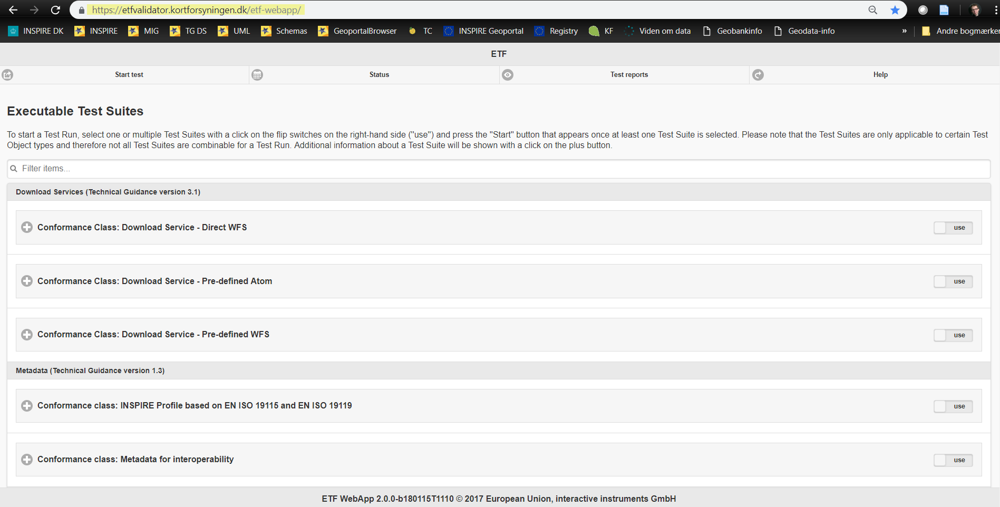 https://etfvalidator.kortforsyningen.dk/etf-webapp/
INSPIRE DK INSPIRE MIG TG DS UML Schemas GeoportalBrowser TC INSPIRE Geoportal Registry KF Viden om data Geobankinfo Geodata-info » Andre bogmærker
ETF
Start test Status Test reports Help
Executable Test Suites
To start a Test Run, select one or multiple Test Suites with a click on the flip switches on the right-hand side ("use") and press the "Start" button that appears once at least one Test Suite is selected. Please note that the Test Suites are only applicable to certain Test
Object types and therefore not all Test Suites are combinable for a Test Run. Additional information about a Test Suite will be shown with a click on the plus button.
Filter items...
Download Services (Technical Guidance version 3.1)
Conformance Class: Download Service - Direct WFS use
Conformance Class: Download Service - Pre-defined Atom use
Conformance Class: Download Service - Pre-defined WFS use
Metadata (Technical Guidance version 1.3)
Conformance class: INSPIRE Profile based on EN ISO 19115 and EN ISO 19119 use
Conformance class: Metadata for interoperability use
ETF WebApp 2.0.0-b180115T1110 © 2017 European Union, interactive instruments GmbH